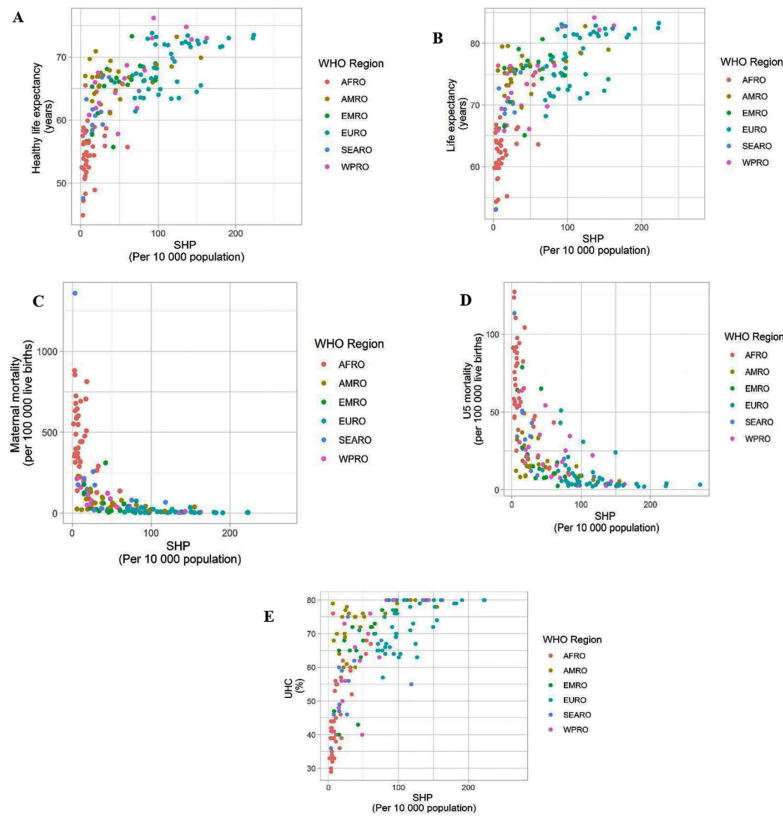 A
Healthy life expectancy
(years)
70
60
50
0
100
200
SHP
(Per 10 000 population)
WHO Region
AFRO
AMRO
EMRO
EURO
SEARO
WPRO
B
Life expectancy
(years)
80
70
60
0
100
200
SHP
(Per 10 000 population)
WHO Region
AFRO
AMRO
EMRO
EURO
SEARO
WPRO
C
Maternal mortality
(per 100 000 live births)
1000
500
0
0
100
200
SHP
(Per 10 000 population)
WHO Region
AFRO
AMRO
EMRO
EURO
SEARO
WPRO
D
U5 mortality
(per 100 000 live births)
100
50
0
0
100
200
SHP
(Per 10 000 population)
WHO Region
AFRO
AMRO
EMRO
EURO
SEARO
WPRO
E
UHC
(%)
80
70
60
50
40
30
0
100
200
SHP
(Per 10 000 population)
WHO Region
AFRO
AMRO
EMRO
EURO
SEARO
WPRO